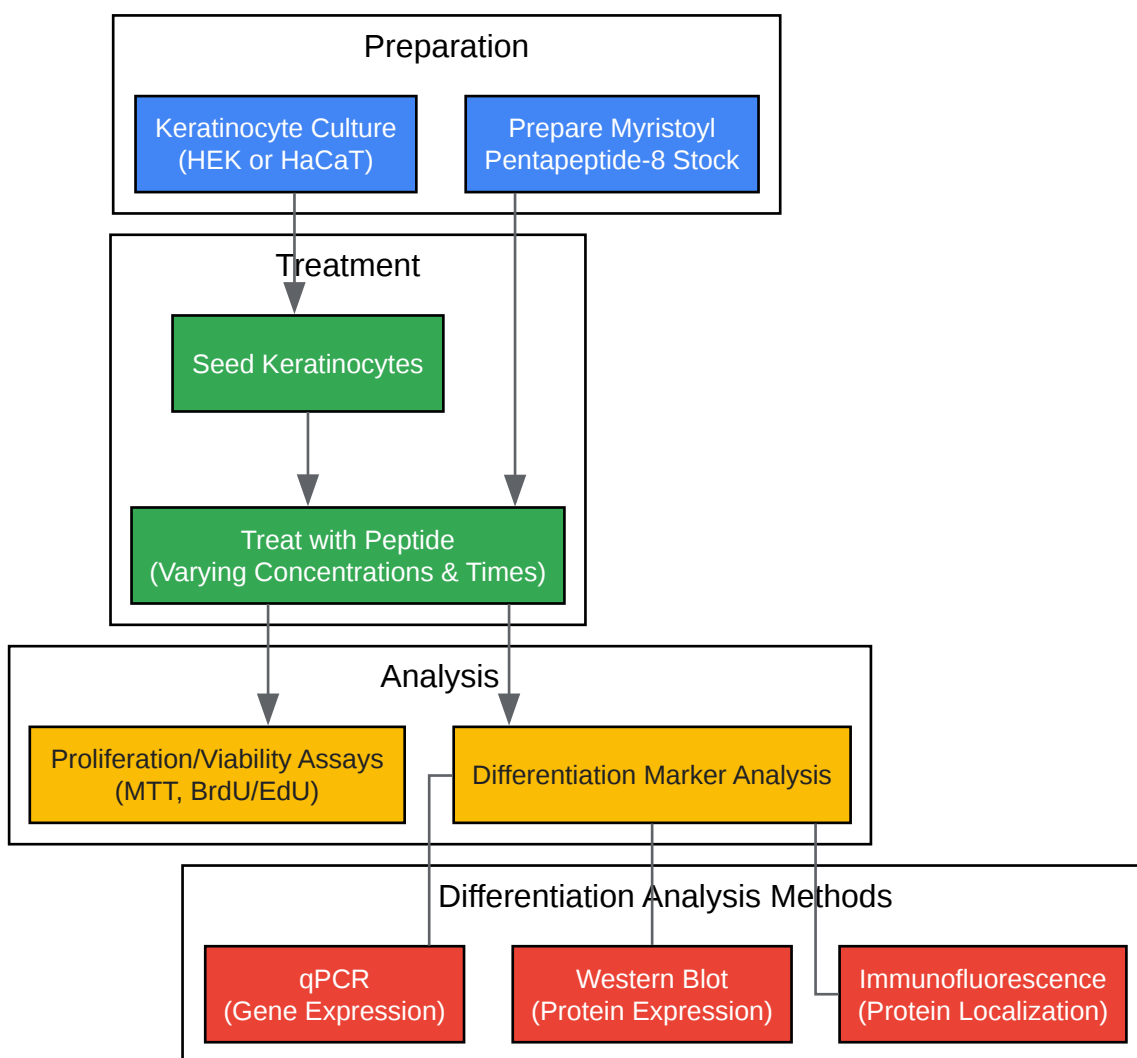 Preparation
Keratinocyte Culture
(HEK or HaCaT)
Prepare Myristoyl
Pentapeptide-8 Stock
Treatment
Seed Keratinocytes
Treat with Peptide
(Varying Concentrations & Times)
Analysis
Proliferation/Viability Assays
(MTT, BrdU/EdU)
Differentiation Marker Analysis
Differentiation Analysis Methods
qPCR
(Gene Expression)
Western Blot
(Protein Expression)
Immunofluorescence
(Protein Localization)